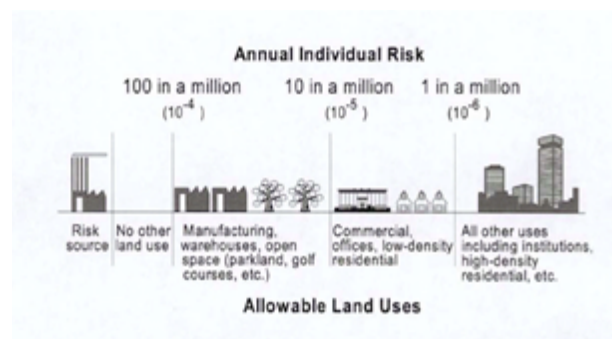 Annual Individual Risk
100 in a million 10 in a million 1 in a million
(10-4 ) (10-5 ) (10-6 )
Risk
source
No other
land use
Manufacturing,
warehouses, open
space (parkland, golf
courses, etc.)
Commercial,
offices, low-density
residential
All other uses
including institutions,
high-density
residential, etc.
Allowable Land Uses